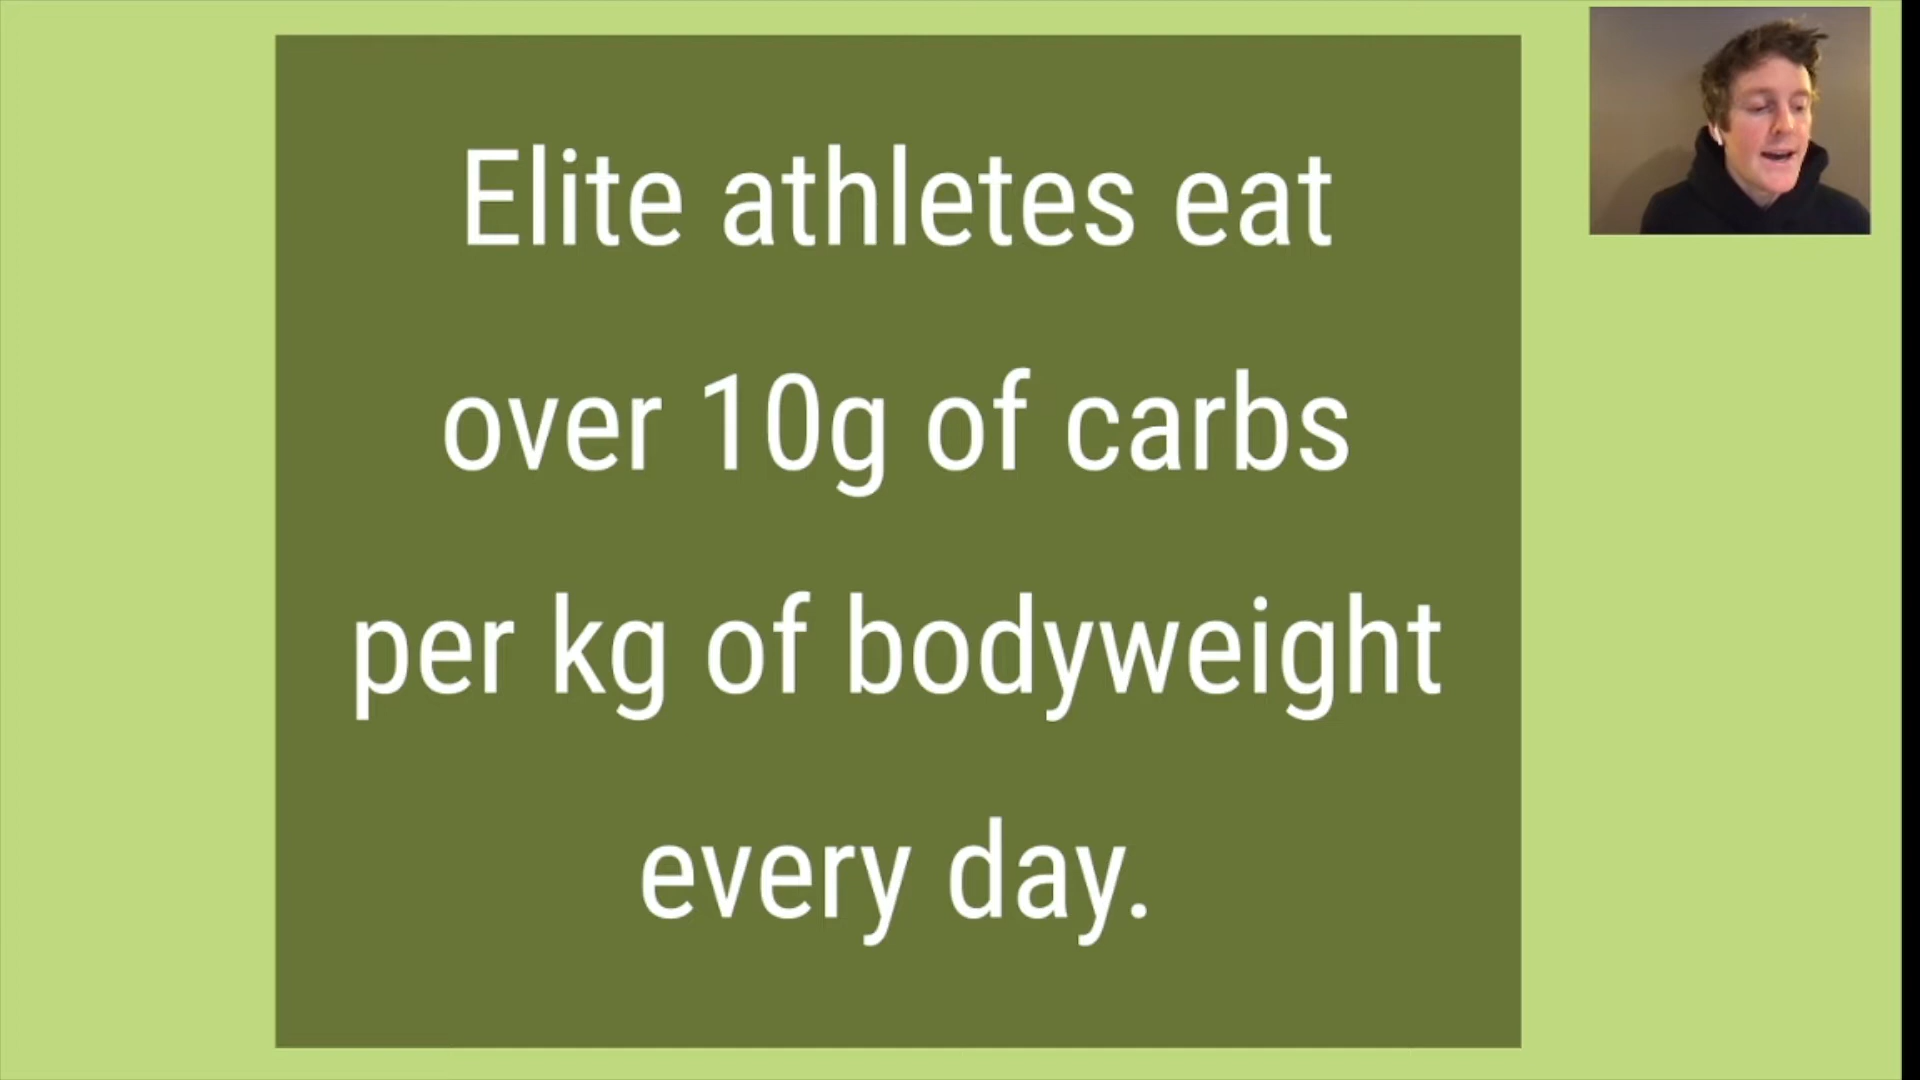 Elite athletes eat
over 10g of carbs
per kg of bodyweight
every day.